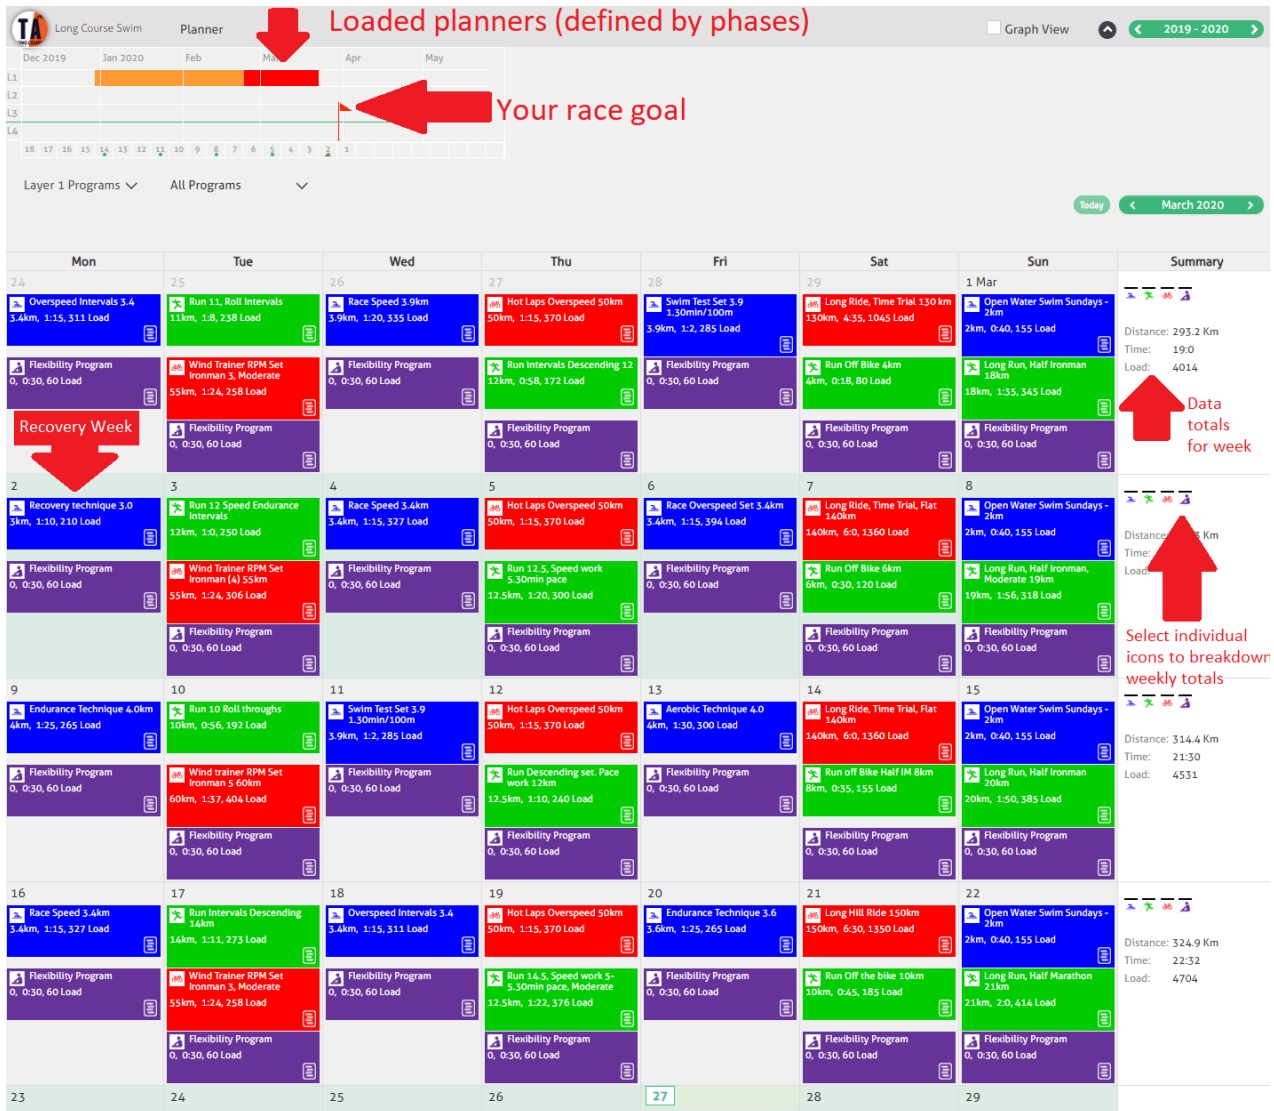 Loaded planners (defined by phases)
TA Long Course Swim Planner Graph View 2019 - 2020
Dec 2019 Jan 2020 Feb Apr May
L1
L2
L3
L4
Your race goal
18 17 16 15 14 13 12 11 10 9 8 7 6 5 4 3 2 1
Layer 1 Programs All Programs
Today March 2020
Mon Tue Wed Thu Fri Sat Sun Summary
24 25 26 27 28 29 1 Mar
Overspeed Intervals 3.4
3.4km, 1:15, 311 Load
Flexibility Program
0, 0:30, 60 Load
Run 11, Roll Intervals
11km, 1:8, 238 Load
Wind Trainer RPM Set
Ironman 3, Moderate
55km, 1:24, 258 Load
Flexibility Program
0, 0:30, 60 Load
Race Speed 3.9km
3.9km, 1:20, 335 Load
Flexibility Program
0, 0:30, 60 Load
Hot Laps Overspeed 50km
50km, 1:15, 370 Load
Run intervals Descending 12
12km, 0:58, 172 Load
Flexibility Program
0, 0:30, 60 Load
Swim Test Set 3.9
1.30min/100m
3.9km, 1:2, 285 Load
Flexibility Program
0, 0:30, 60 Load
Long Ride, Time Trial 130 km
130km, 4:35, 1045 Load
Run Off Bike 4km
4km, 0:18, 80 Load
Flexibility Program
0, 0:30, 60 Load
Open Water Swim Sundays -
2km
2km, 0:40, 155 Load
Long Run, Half Ironman
18km
18km, 1:35, 345 Load
Flexibility Program
0, 0:30, 60 Load
Distance: 293.2 Km
Time: 19:0
Load: 4014
Data
totals
for week
Recovery Week
2 3 4 5 6 7 8
Recovery technique 3.0
3km, 1:10, 210 Load
Flexibility Program
0, 0:30, 60 Load
Run 12 Speed Endurance
Intervals
12km, 1:0, 250 Load
Wind Trainer RPM Set
Ironman (4) 55km
55km, 1:24, 306 Load
Flexibility Program
0, 0:30, 60 Load
Race Speed 3.4km
3.4km, 1:15, 327 Load
Flexibility Program
0, 0:30, 60 Load
Hot Laps Overspeed 50km
50km, 1:15, 370 Load
Run 12.5, Speed work
5.30min pace
12.5km, 1:20, 300 Load
Flexibility Program
0, 0:30, 60 Load
Race Overspeed Set 3.4km
3.4km, 1:15, 394 Load
Flexibility Program
0, 0:30, 60 Load
Long Ride, Time Trial, Flat
140km
140km, 6:0, 1360 Load
Run Off Bike 6km
6km, 0:30, 120 Load
Flexibility Program
0, 0:30, 60 Load
Open Water Swim Sundays -
2km
2km, 0:40, 155 Load
Long Run, Half Ironman,
Moderate 19km
19km, 1:56, 318 Load
Flexibility Program
0, 0:30, 60 Load
Distance: Km
Time:
Load:
Select individual
icons to breakdown
weekly totals
9 10 11 12 13 14 15
Endurance Technique 4.0km
4km, 1:25, 265 Load
Flexibility Program
0, 0:30, 60 Load
Run 10 Roll throughs
10km, 0:56, 192 Load
Wind trainer RPM Set
Ironman 5 60km
60km, 1:37, 404 Load
Flexibility Program
0, 0:30, 60 Load
Swim Test Set 3.9
1.30min/100m
3.9km, 1:2, 285 Load
Flexibility Program
0, 0:30, 60 Load
Hot Laps Overspeed 50km
50km, 1:15, 370 Load
Run Descending set. Pace
work 12km
12.5km, 1:10, 240 Load
Flexibility Program
0, 0:30, 60 Load
Aerobic Technique 4.0
4km, 1:30, 300 Load
Flexibility Program
0, 0:30, 60 Load
Long Ride, Time Trial, Flat
140km
140km, 6:0, 1360 Load
Run off Bike Half IM 8km
8km, 0:35, 155 Load
Flexibility Program
0, 0:30, 60 Load
Open Water Swim Sundays -
2km
2km, 0:40, 155 Load
Long Run, Half Ironman
20km
20km, 1:50, 385 Load
Flexibility Program
0, 0:30, 60 Load
Distance: 314.4 Km
Time: 21:30
Load: 4531
16 17 18 19 20 21 22
Race Speed 3.4km
3.4km, 1:15, 327 Load
Flexibility Program
0, 0:30, 60 Load
Run Intervals Descending
14km
14km, 1:11, 273 Load
Wind Trainer RPM Set
Ironman 3, Moderate
55km, 1:24, 258 Load
Flexibility Program
0, 0:30, 60 Load
Overspeed Intervals 3.4
3.4km, 1:15, 311 Load
Flexibility Program
0, 0:30, 60 Load
Hot Laps Overspeed 50km
50km, 1:15, 370 Load
Run 14.5, Speed work 5-
5.30min pace, Moderate
12.5km, 1:22, 376 Load
Flexibility Program
0, 0:30, 60 Load
Endurance Technique 3.6
3.6km, 1:25, 265 Load
Flexibility Program
0, 0:30, 60 Load
Long Hill Ride 150km
150km, 6:30, 1350 Load
Run Off the bike 10km
10km, 0:45, 185 Load
Flexibility Program
0, 0:30, 60 Load
Open Water Swim Sundays -
2km
2km, 0:40, 155 Load
Long Run, Half Marathon
21km
21km, 2:0, 414 Load
Flexibility Program
0, 0:30, 60 Load
Distance: 324.9 Km
Time: 22:32
Load: 4704
23 24 25 26 27 28 29